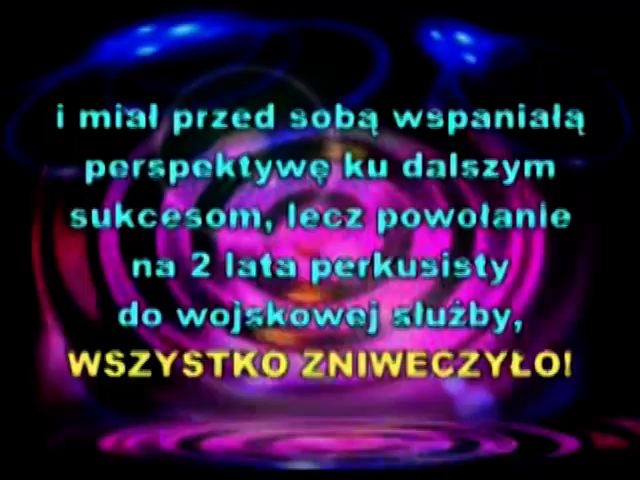 i miał przed sobą wspaniałą
perspektywę ku dalszym
sukcesom, lecz powołanie
na 2 lata perkusisty
do wojskowej służby,
WSZYSTKO ZNIWECZYŁO!